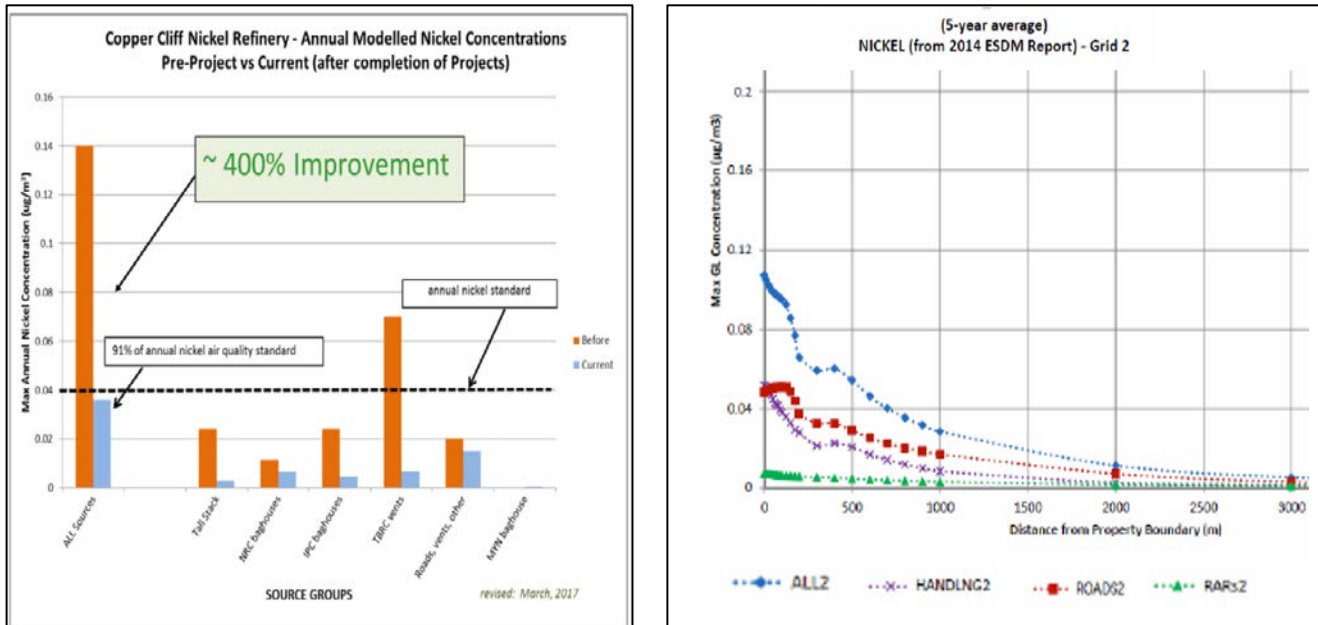 Copper Cliff Nickel Refinery - Annual Modelled Nickel Concentrations
Pre-Project vs Current (after completion of Projects)
Max Annual Nickel Concentration (ug/m³)
0.16
0.14
0.12
0.1
0.08
0.06
0.04
0.02
0
~ 400% Improvement
annual nickel standard
91% of annual nickel air quality standard
Before
Current
ALL Sources
Tall Stack
NRC baghouses
IPC baghouses
TBRC vents
Roads, vents, other
MYN baghouse
SOURCE GROUPS
revised: March, 2017
(5-year average)
NICKEL (from 2014 ESDM Report) - Grid 2
Max GL Concentration (µg/m3)
0.2
0.16
0.12
0.08
0.04
0
0
500
1000
1500
2000
2500
3000
Distance from Property Boundary (m)
ALL2
HANDLNG2
ROADS2
RARs2